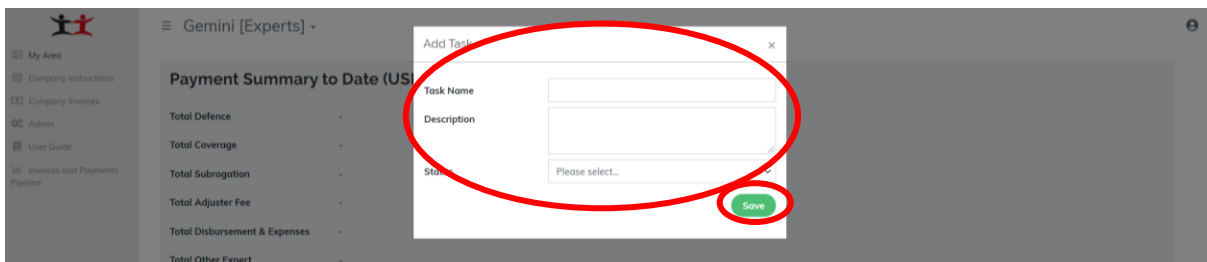 Gemini [Experts]
My Area
Company Instructions
Company Invoices
Admin
User Guide
Invoices and Payments
Pipeline
Payment Summary to Date (US
Total Defence -
Total Coverage -
Total Subrogation -
Total Adjuster Fee -
Total Disbursement & Expenses -
Total Other Expert
Add Task
×
Task Name
Description
Status
Please select...
Save